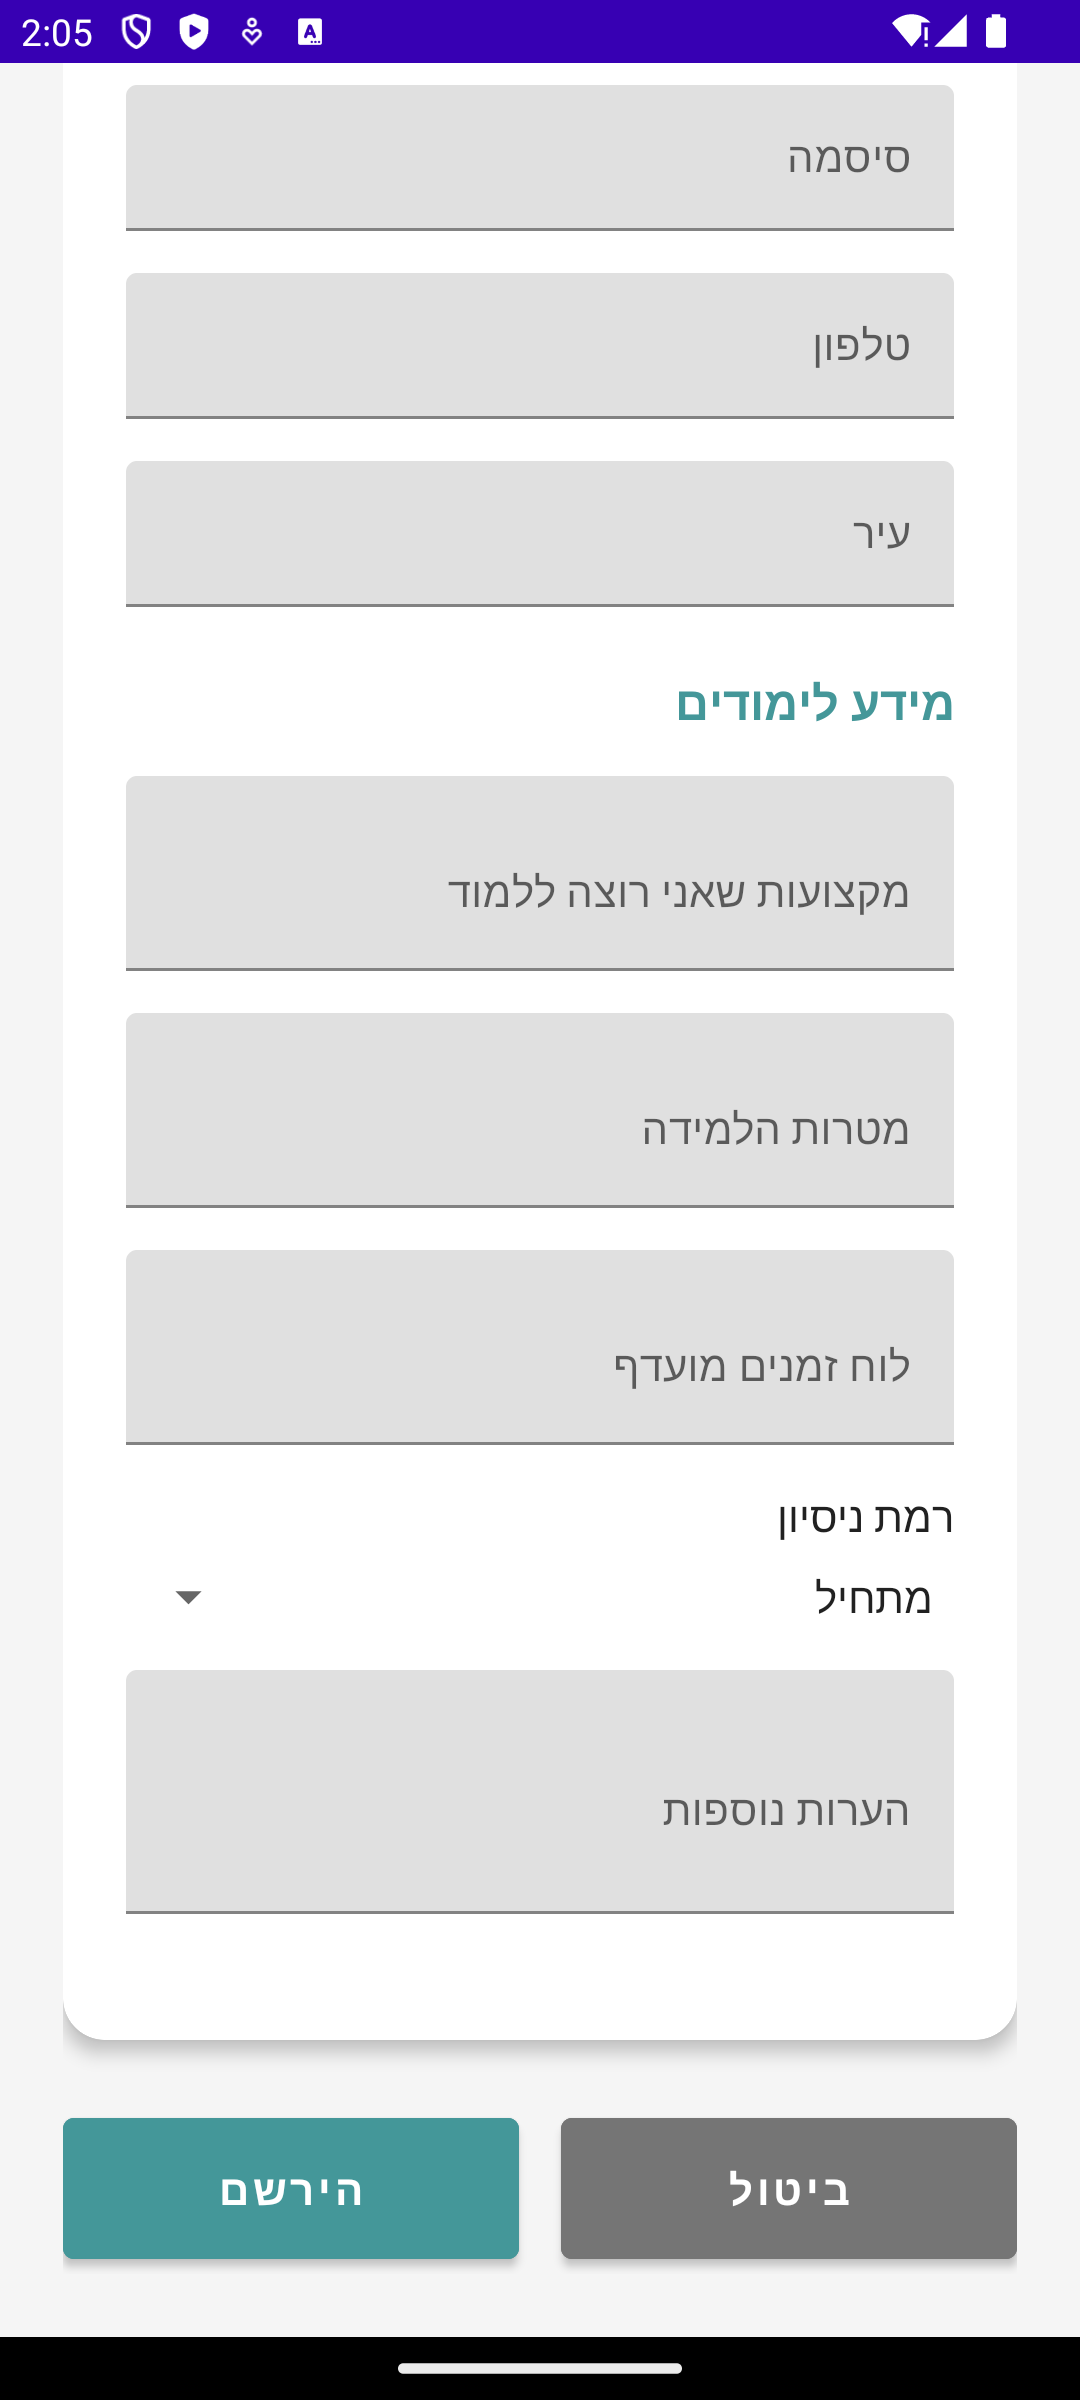 2:05
סיסמה
טלפון
עיר
מידע לימודים
מקצועות שאני רוצה ללמוד
מטרות הלמידה
לוח זמנים מועדף
רמת ניסיון
מתחיל
הערות נוספות
ביטול
הירשם